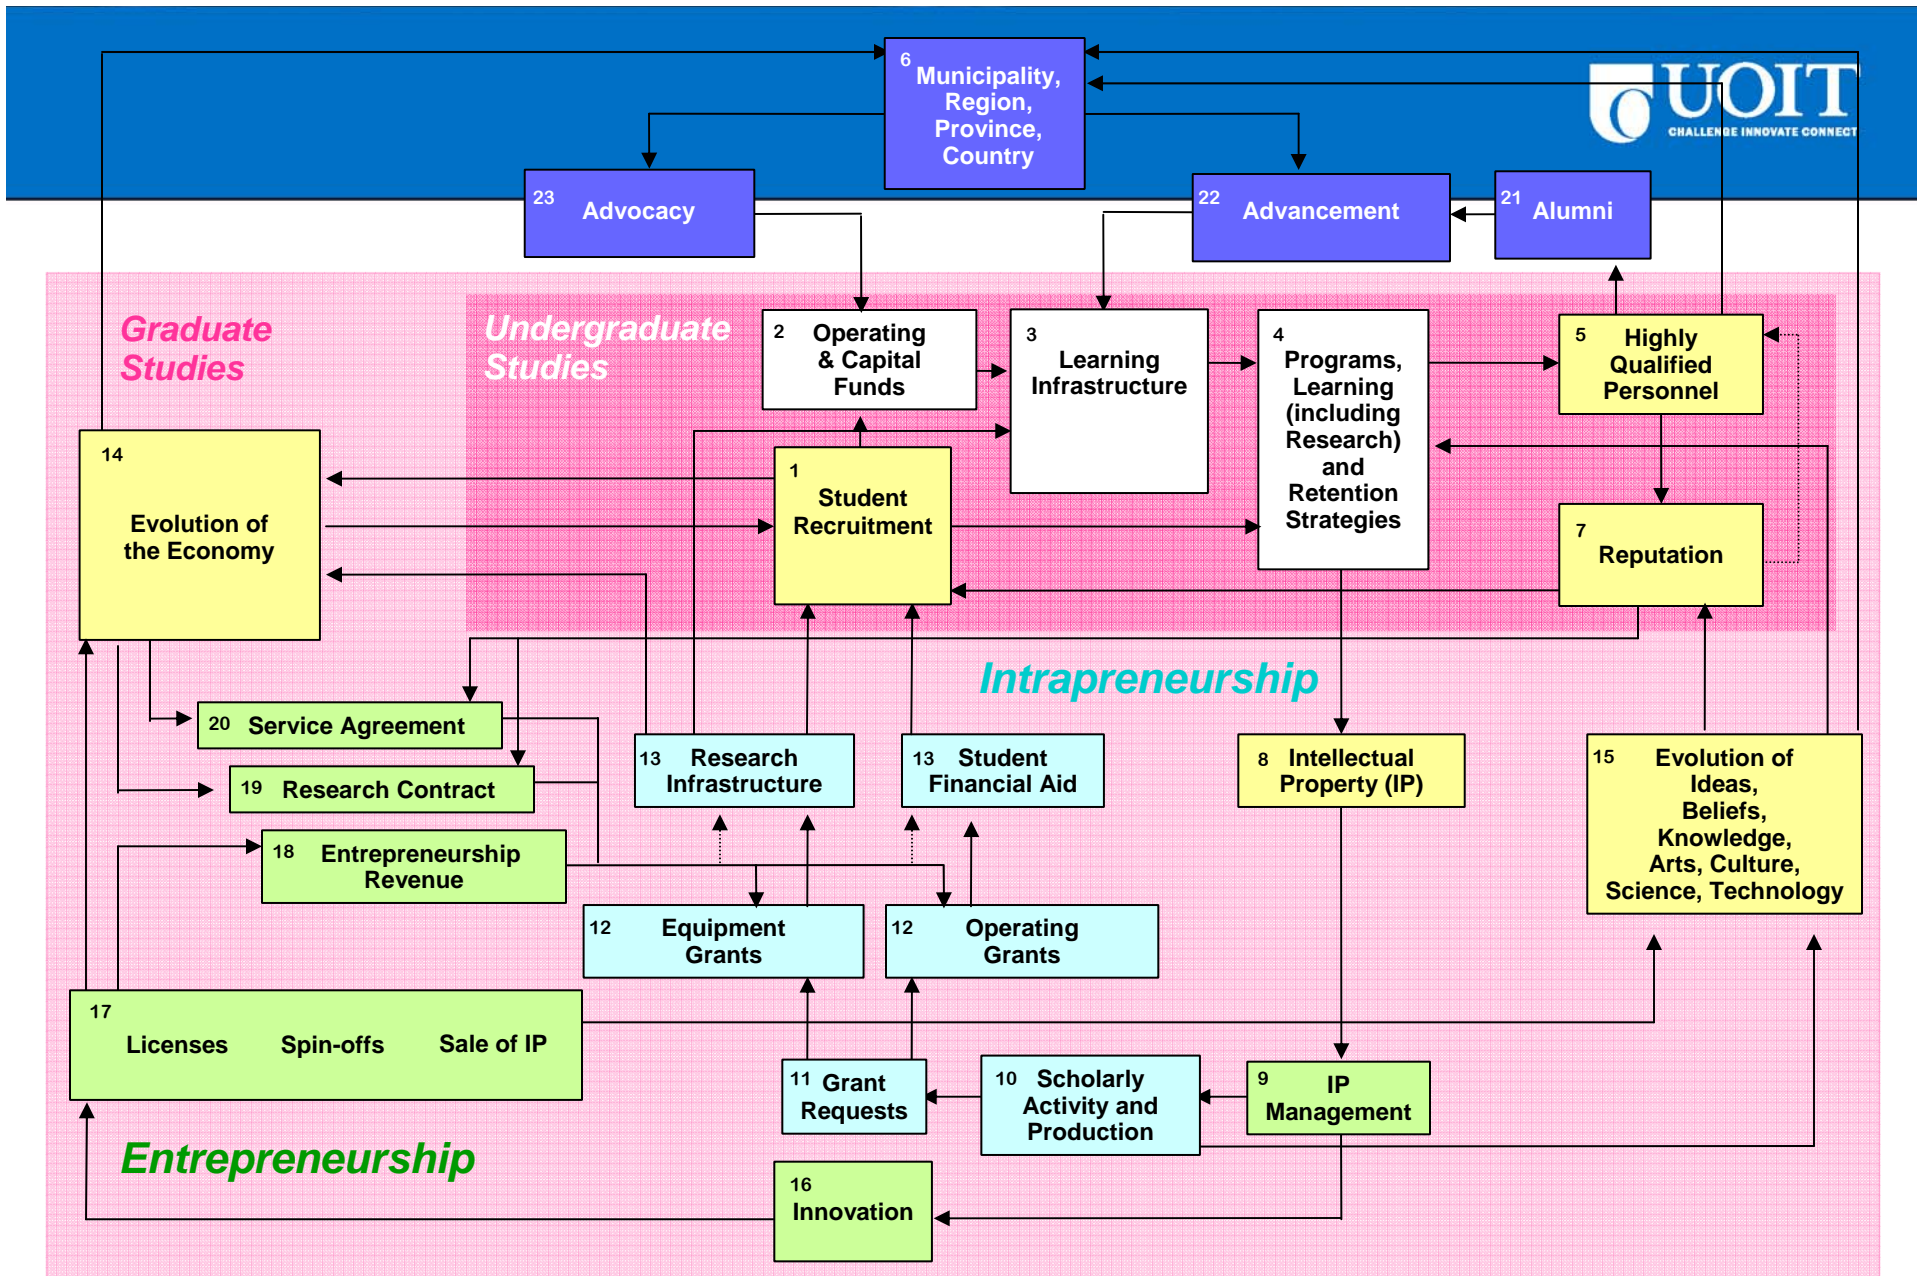 6
Municipality,
Region,
Province,
Country
UOIT
CHALLENGE INNOVATE CONNECT
23 Advocacy
22 Advancement
21 Alumni
Graduate
Studies
Undergraduate
Studies
2 Operating
& Capital
Funds
3
Learning
Infrastructure
4
Programs,
Learning
(including
Research)
and
Retention
Strategies
5 Highly
Qualified
Personnel
14
Evolution of
the Economy
1
Student
Recruitment
7
Reputation
Intrapreneurship
20 Service Agreement
19 Research Contract
18 Entrepreneurship
Revenue
13 Research
Infrastructure
13 Student
Financial Aid
8 Intellectual
Property (IP)
15 Evolution of
Ideas,
Beliefs,
Knowledge,
Arts, Culture,
Science, Technology
12 Equipment
Grants
12 Operating
Grants
17
Licenses Spin-offs Sale of IP
11 Grant
Requests
10 Scholarly
Activity and
Production
9 IP
Management
Entrepreneurship
16
Innovation